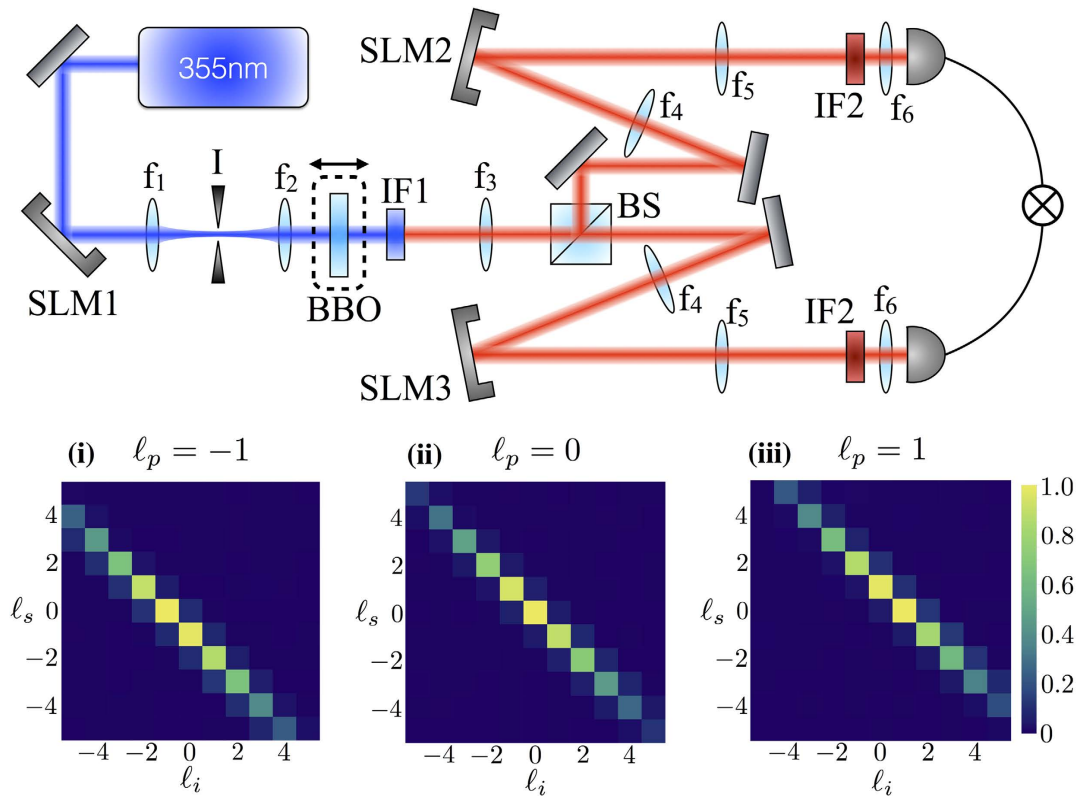 355nm
SLM1
f1
I
f2
BBO
IF1
f3
BS
SLM2
f4
f5
IF2
f6
SLM3
f4
f5
IF2
f6
(i) ℓp = −1
4
2
0
−2
−4
ℓs
−4 −2 0 2 4
ℓi
(ii) ℓp = 0
4
2
0
−2
−4
ℓs
−4 −2 0 2 4
ℓi
(iii) ℓp = 1
4
2
0
−2
−4
ℓs
−4 −2 0 2 4
ℓi
1.0
0.8
0.6
0.4
0.2
0